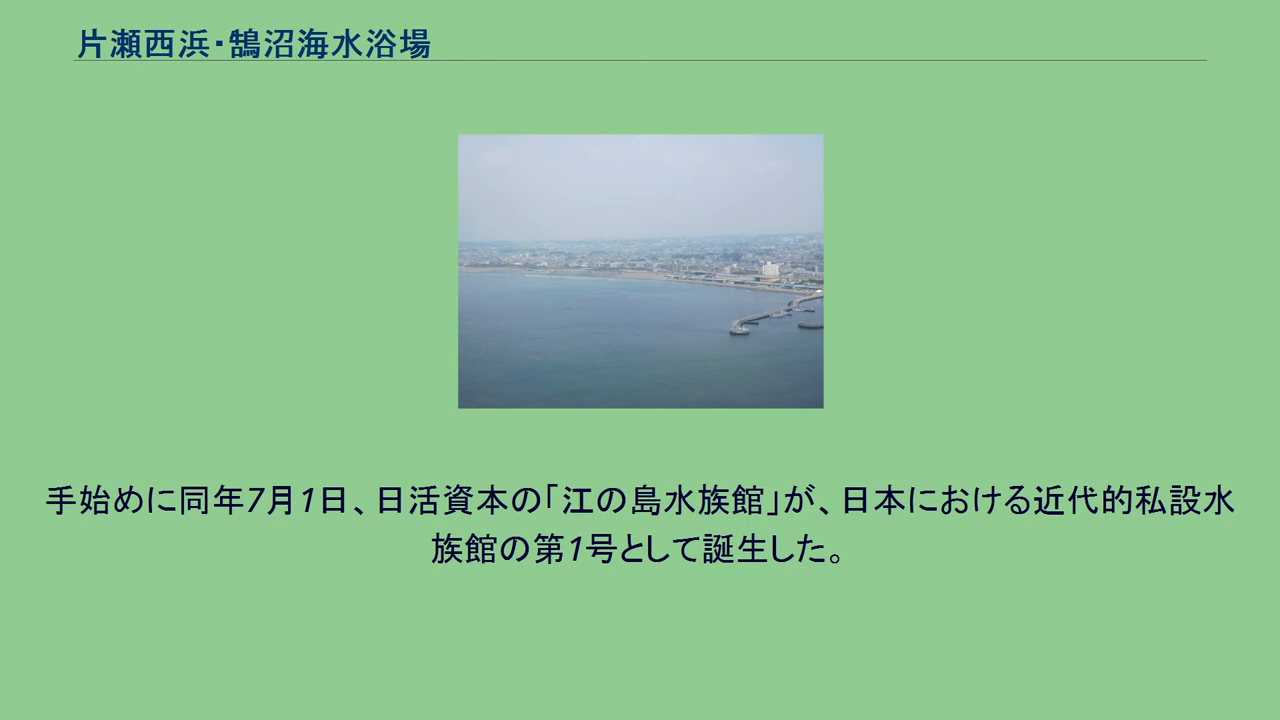 片瀬西浜・鵠沼海水浴場
手始めに同年7月1日、日活資本の「江の島水族館」が、日本における近代的私設水
族館の第1号として誕生した。